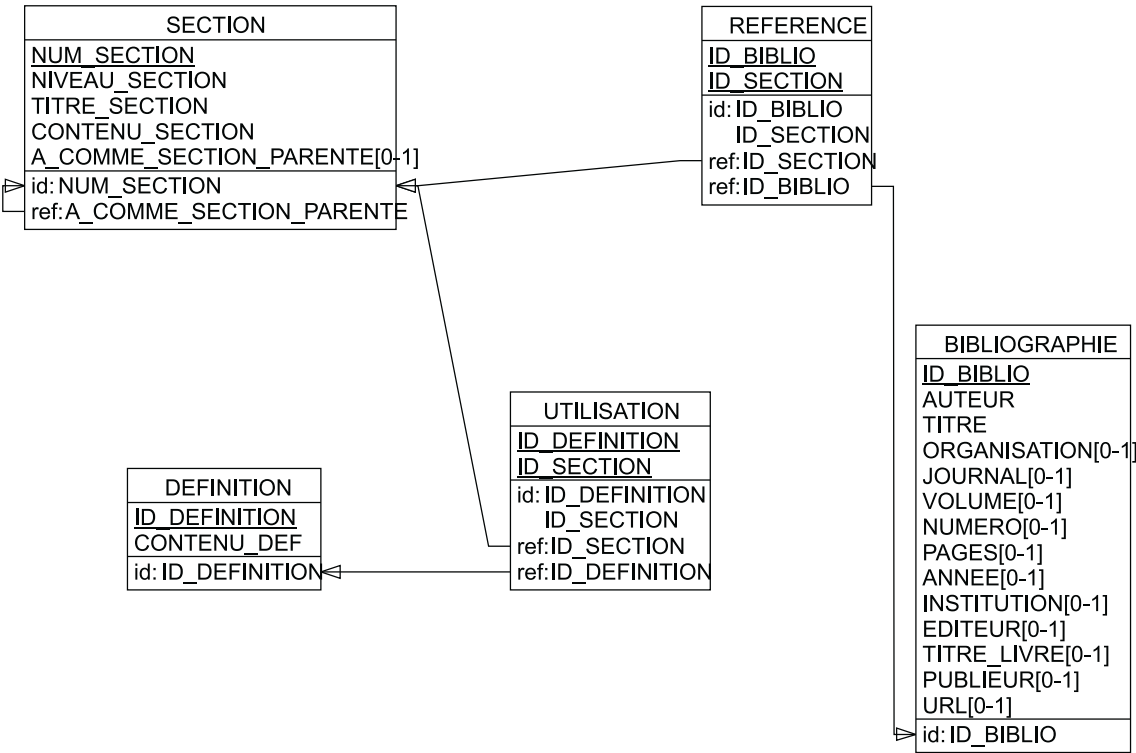 SECTION
NUM_SECTION
NIVEAU_SECTION
TITRE_SECTION
CONTENU_SECTION
A_COMME_SECTION_PARENTE[0-1]
id: NUM_SECTION
ref: A_COMME_SECTION_PARENTE
REFERENCE
ID_BIBLIO
ID_SECTION
id: ID_BIBLIO
ID_SECTION
ref: ID_SECTION
ref: ID_BIBLIO
DEFINITION
ID_DEFINITION
CONTENU_DEF
id: ID_DEFINITION
UTILISATION
ID_DEFINITION
ID_SECTION
id: ID_DEFINITION
ID_SECTION
ref: ID_SECTION
ref: ID_DEFINITION
BIBLIOGRAPHIE
ID_BIBLIO
AUTEUR
TITRE
ORGANISATION[0-1]
JOURNAL[0-1]
VOLUME[0-1]
NUMERO[0-1]
PAGES[0-1]
ANNEE[0-1]
INSTITUTION[0-1]
EDITEUR[0-1]
TITRE_LIVRE[0-1]
PUBLIEUR[0-1]
URL[0-1]
id: ID_BIBLIO